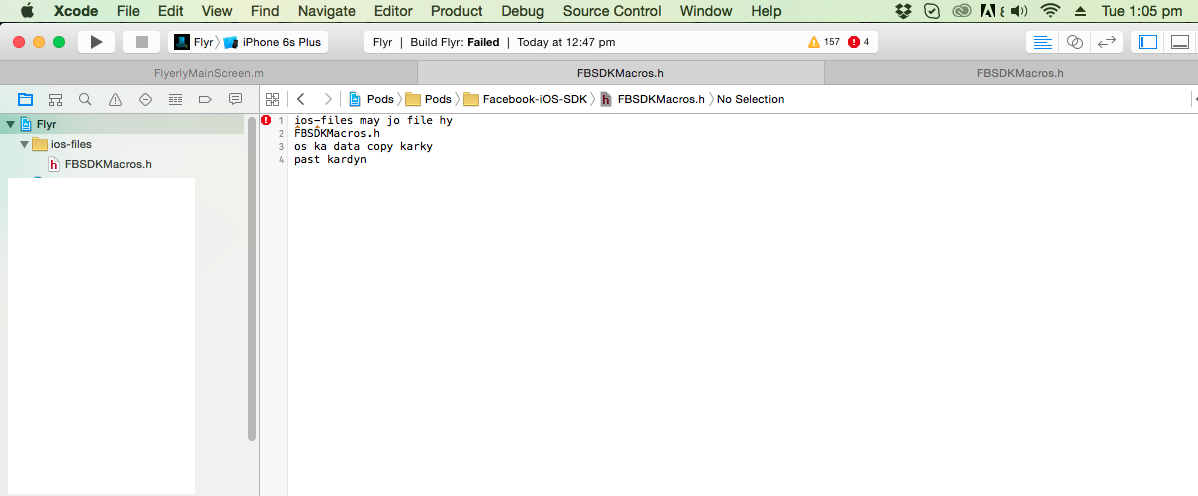 Xcode File Edit View Find Navigate Editor Product Debug Source Control Window Help Tue 1:05 pm
Flyr iPhone 6s Plus Flyr | Build Flyr: Failed | Today at 12:47 pm 157 4
FlyerlyMainScreen.m FBSDKMacros.h FBSDKMacros.h
Pods Pods Facebook-iOS-SDK h FBSDKMacros.h No Selection
Flyr
ios-files
h FBSDKMacros.h
1 ios-files may jo file hy
2 FBSDKMacros.h
3 os ka data copy karky
4 past kardyn